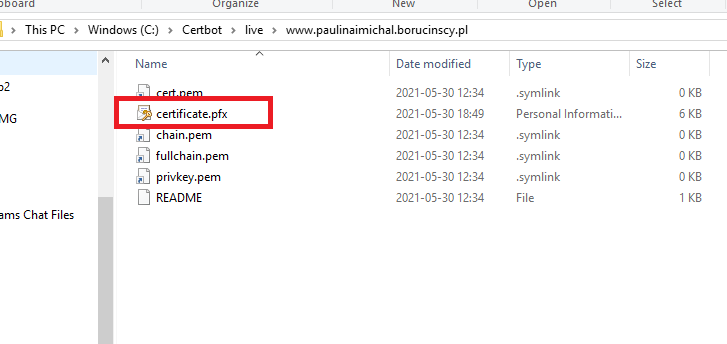 pboard Organize New Open
This PC > Windows (C:) > Certbot > live > www.paulinaimichal.borucinscy.pl
Name Date modified Type Size
p2
cert.pem 2021-05-30 12:34 .symlink 0 KB
MG
certificate.pfx 2021-05-30 18:49 Personal Informati... 6 KB
chain.pem 2021-05-30 12:34 .symlink 0 KB
fullchain.pem 2021-05-30 12:34 .symlink 0 KB
privkey.pem 2021-05-30 12:34 .symlink 0 KB
README 2021-05-30 12:34 File 1 KB
ams Chat Files